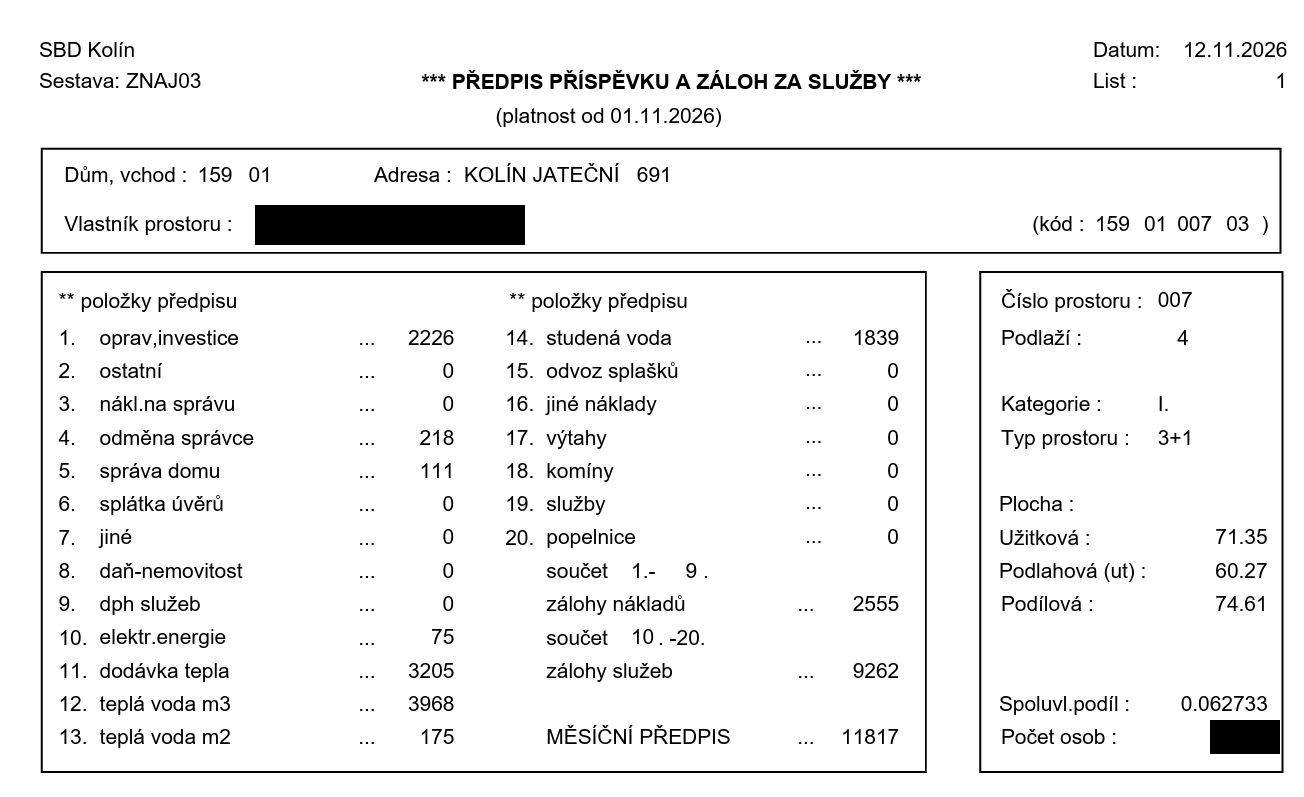 SBD Kolín
Datum: 12.11.2026
Sestava: ZNAJ03
*** PŘEDPIS PŘÍSPĚVKU A ZÁLOH ZA SLUŽBY ***
List : 1
(platnost od 01.11.2026)
Dům, vchod : 159 01 Adresa : KOLÍN JATEČNÍ 691
Vlastník prostoru :
(kód : 159 01 007 03 )
** položky předpisu
1. oprav,investice ... 2226
2. ostatní ... 0
3. nákl.na správu ... 0
4. odměna správce ... 218
5. správa domu ... 111
6. splátka úvěrů ... 0
7. jiné ... 0
8. daň-nemovitost ... 0
9. dph služeb ... 0
10. elektr.energie ... 75
11. dodávka tepla ... 3205
12. teplá voda m3 ... 3968
13. teplá voda m2 ... 175
** položky předpisu
14. studená voda ... 1839
15. odvoz splašků ... 0
16. jiné náklady ... 0
17. výtahy ... 0
18. komíny ... 0
19. služby ... 0
20. popelnice ... 0
součet 1.- 9 .
zálohy nákladů ... 2555
součet 10 . -20.
zálohy služeb ... 9262
MĚSÍČNÍ PŘEDPIS ... 11817
Číslo prostoru : 007
Podlaží : 4
Kategorie : I.
Typ prostoru : 3+1
Plocha :
Užitková : 71.35
Podlahová (ut) : 60.27
Podílová : 74.61
Spoluvl.podíl : 0.062733
Počet osob :